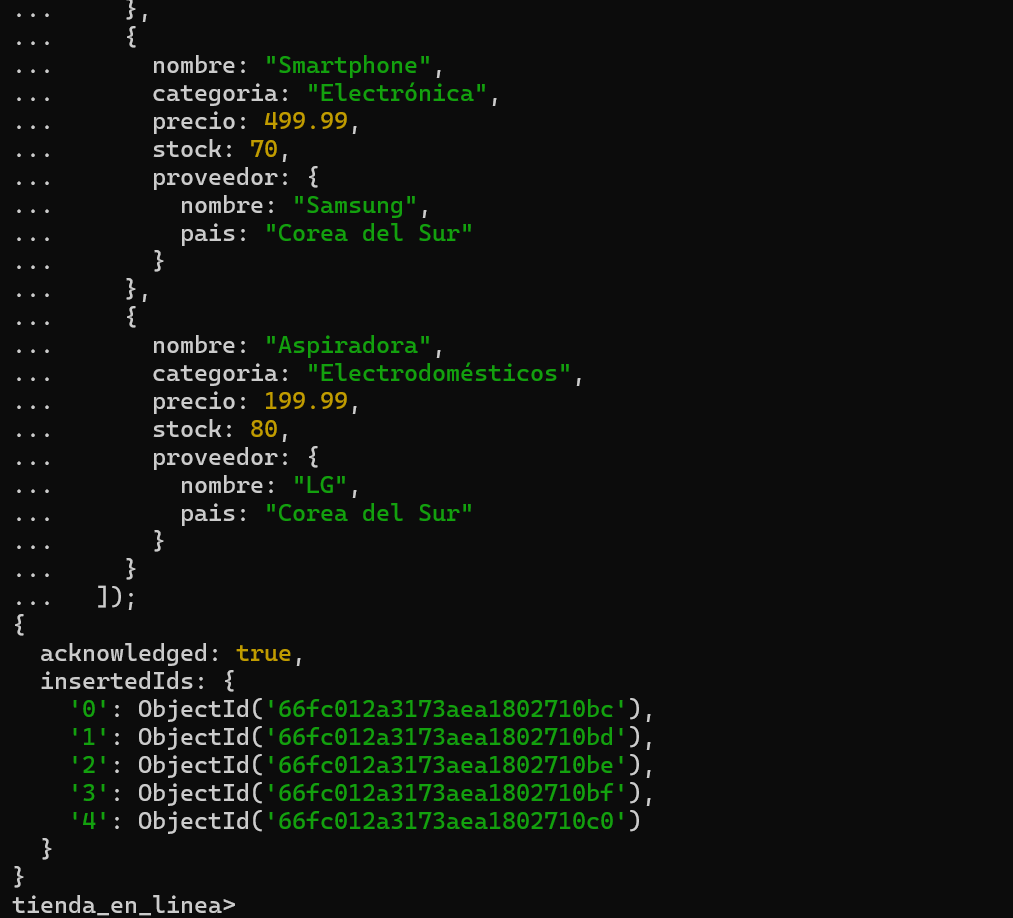 ...     },
...     {
...       nombre: "Smartphone",
...       categoria: "Electrónica",
...       precio: 499.99,
...       stock: 70,
...       proveedor: {
...         nombre: "Samsung",
...         pais: "Corea del Sur"
...       }
...     },
...     {
...       nombre: "Aspiradora",
...       categoria: "Electrodomésticos",
...       precio: 199.99,
...       stock: 80,
...       proveedor: {
...         nombre: "LG",
...         pais: "Corea del Sur"
...       }
...     }
...   ]);
{
  acknowledged: true,
  insertedIds: {
    '0': ObjectId('66fc012a3173aea1802710bc'),
    '1': ObjectId('66fc012a3173aea1802710bd'),
    '2': ObjectId('66fc012a3173aea1802710be'),
    '3': ObjectId('66fc012a3173aea1802710bf'),
    '4': ObjectId('66fc012a3173aea1802710c0')
  }
}
tienda_en_linea>